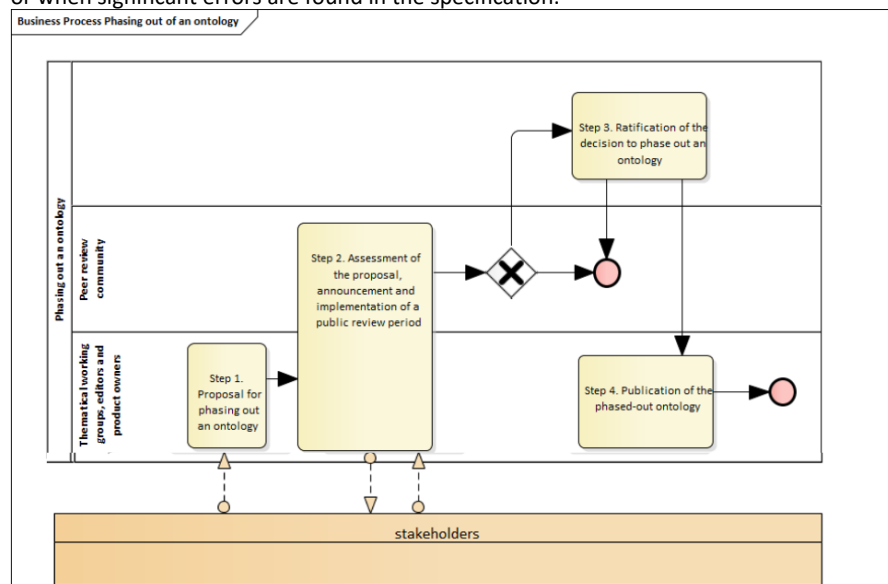 or when significant errors are found in the specification.
Business Process Phasing out of an ontology
Phasing out an ontology
Peer review
community
Thematical working
groups, editors and
product owners
Step 1.
Proposal for
phasing out
an ontology
Step 2. Assessment of
the proposal,
announcement and
implementation of a
public review period
Step 3. Ratification of the
decision to phase out an
ontology
Step 4. Publication of the
phased-out ontology
stakeholders